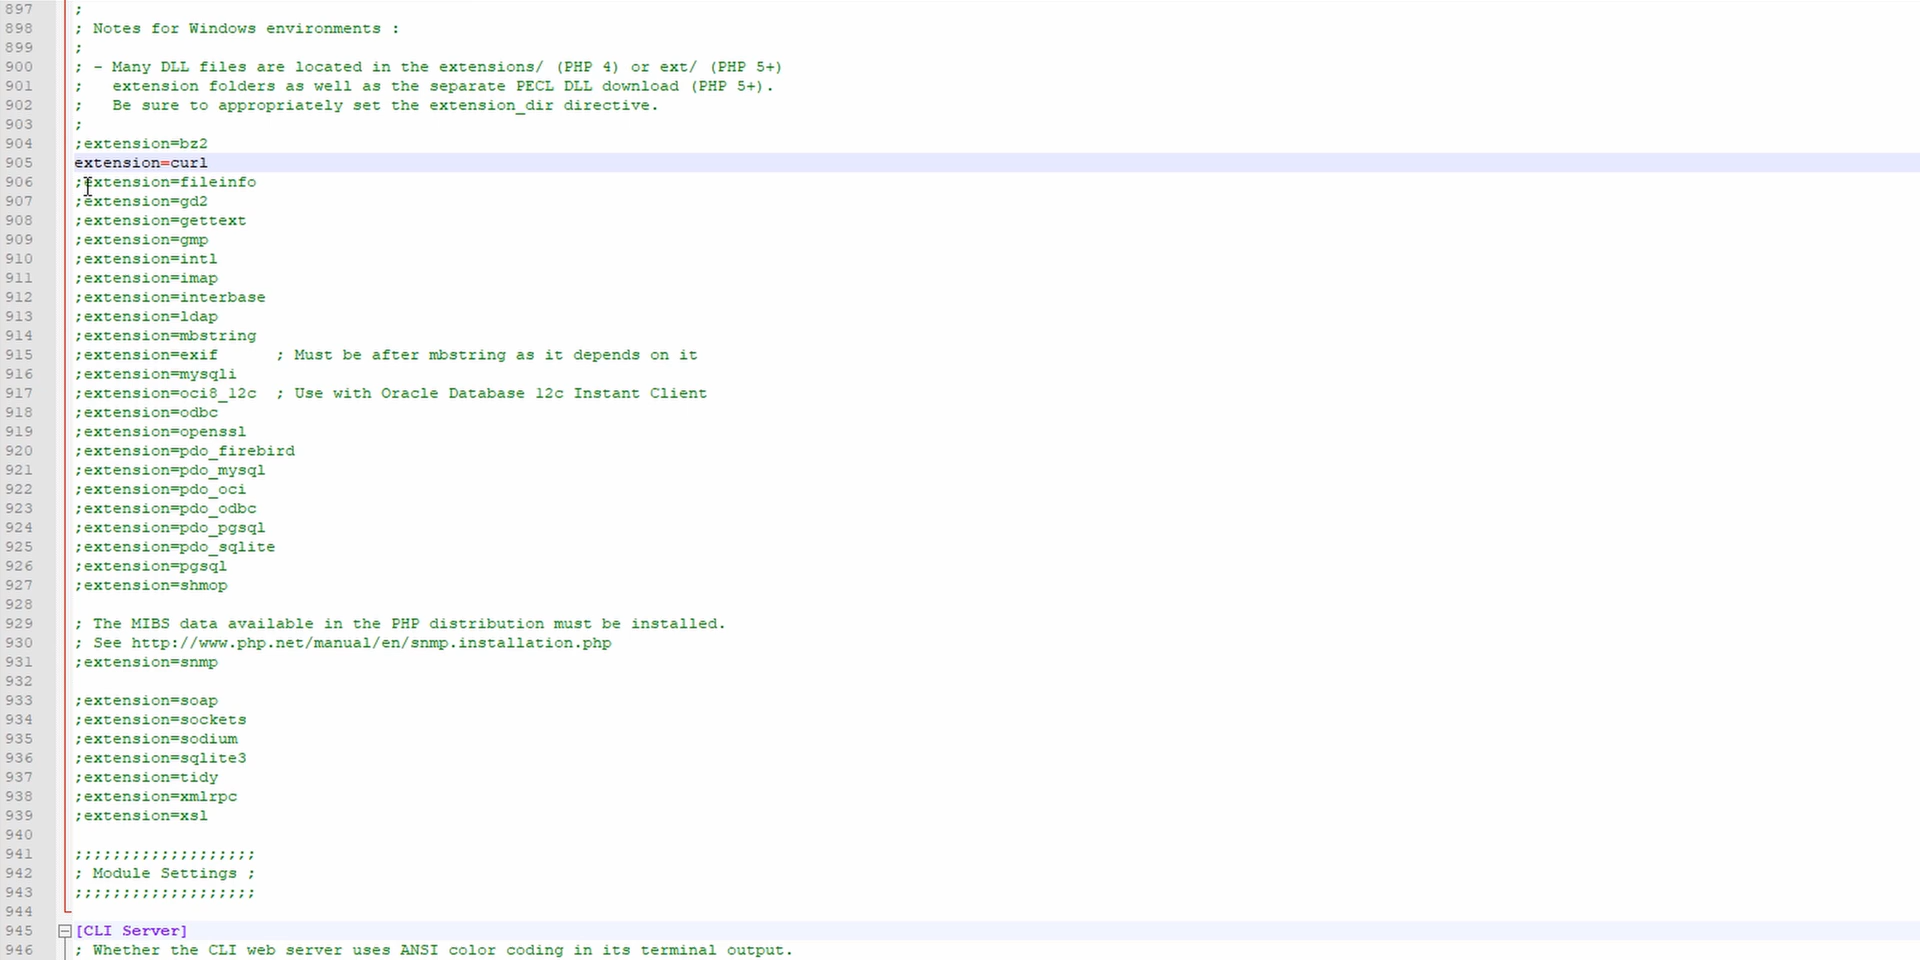 897 ;
898 ; Notes for Windows environments :
899 ;
900 ; - Many DLL files are located in the extensions/ (PHP 4) or ext/ (PHP 5+)
901 ;   extension folders as well as the separate PECL DLL download (PHP 5+).
902 ;   Be sure to appropriately set the extension_dir directive.
903 ;
904 ;extension=bz2
905 extension=curl
906 ;extension=fileinfo
907 ;extension=gd2
908 ;extension=gettext
909 ;extension=gmp
910 ;extension=intl
911 ;extension=imap
912 ;extension=interbase
913 ;extension=ldap
914 ;extension=mbstring
915 ;extension=exif      ; Must be after mbstring as it depends on it
916 ;extension=mysqli
917 ;extension=oci8_12c  ; Use with Oracle Database 12c Instant Client
918 ;extension=odbc
919 ;extension=openssl
920 ;extension=pdo_firebird
921 ;extension=pdo_mysql
922 ;extension=pdo_oci
923 ;extension=pdo_odbc
924 ;extension=pdo_pgsql
925 ;extension=pdo_sqlite
926 ;extension=pgsql
927 ;extension=shmop
928
929 ; The MIBS data available in the PHP distribution must be installed.
930 ; See http://www.php.net/manual/en/snmp.installation.php
931 ;extension=snmp
932
933 ;extension=soap
934 ;extension=sockets
935 ;extension=sodium
936 ;extension=sqlite3
937 ;extension=tidy
938 ;extension=xmlrpc
939 ;extension=xsl
940
941 ;;;;;;;;;;;;;;;;;;;
942 ; Module Settings ;
943 ;;;;;;;;;;;;;;;;;;;
944
945 [CLI Server]
946 ; Whether the CLI web server uses ANSI color coding in its terminal output.